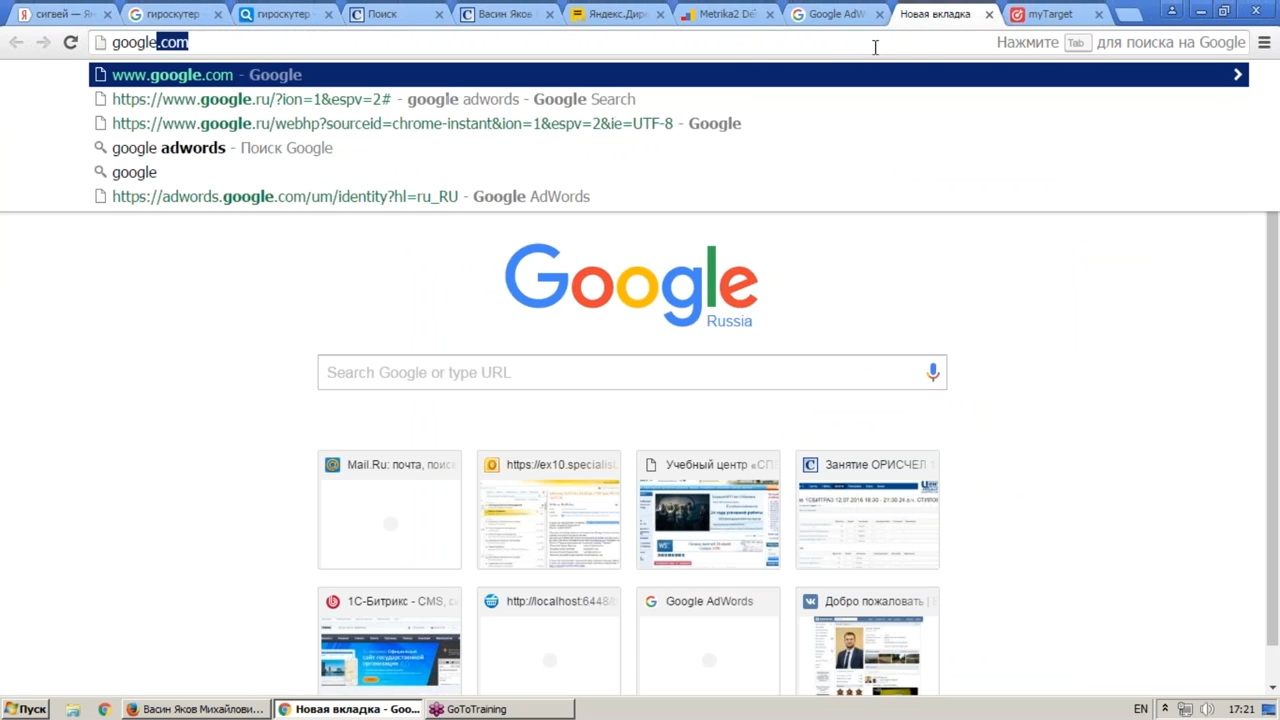 сигвей —
гироскутер
гироскутер
Поиск
Васин Яков
Яндекс.Дире
Metrika2
Google AdW
Новая вкладка
myTarget
google.com
Нажмите Tab для поиска на Google
www.google.com - Google
https://www.google.ru/?ion=1&espv=2# - google adwords - Google Search
https://www.google.ru/webhp?sourceid=chrome-instant&ion=1&espv=2&ie=UTF-8 - Google
google adwords - Поиск Google
google
https://adwords.google.com/um/identity?hl=ru_RU - Google AdWords
Google
Russia
Search Google or type URL
Mail.Ru: почта, поиск
https://ex10.specialist.
Учебный центр «СП
Занятие ОРИСЧЕЛ
1С-Битрикс - CMS,
http://localhost:6448/
Google AdWords
Добро пожаловать |
Пуск
Васин Яков Михайлови...
Новая вкладка - Goo...
GoToTraining
EN
17:21